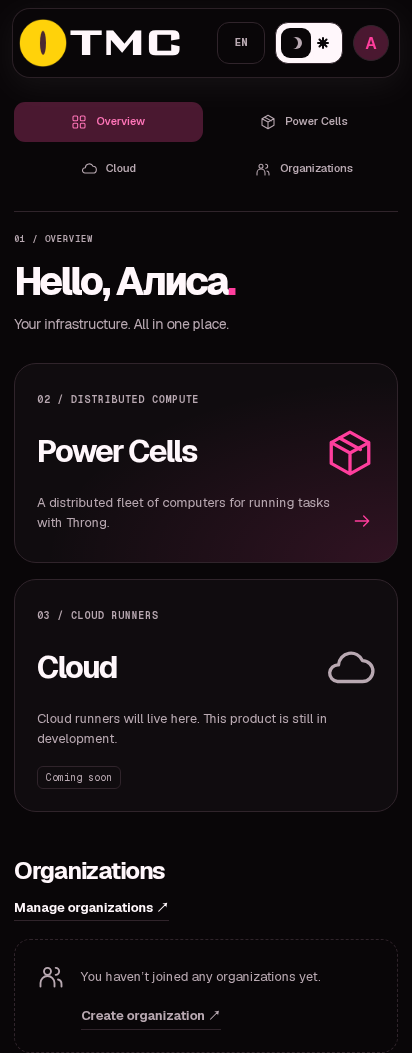 TMC
EN
A
Overview
Power Cells
Cloud
Organizations
01 / OVERVIEW
Hello, Алиса.
Your infrastructure. All in one place.
02 / DISTRIBUTED COMPUTE
Power Cells
A distributed fleet of computers for running tasks
with Throng.
→
03 / CLOUD RUNNERS
Cloud
Cloud runners will live here. This product is still in
development.
Coming soon
Organizations
Manage organizations ↗
You haven’t joined any organizations yet.
Create organization ↗